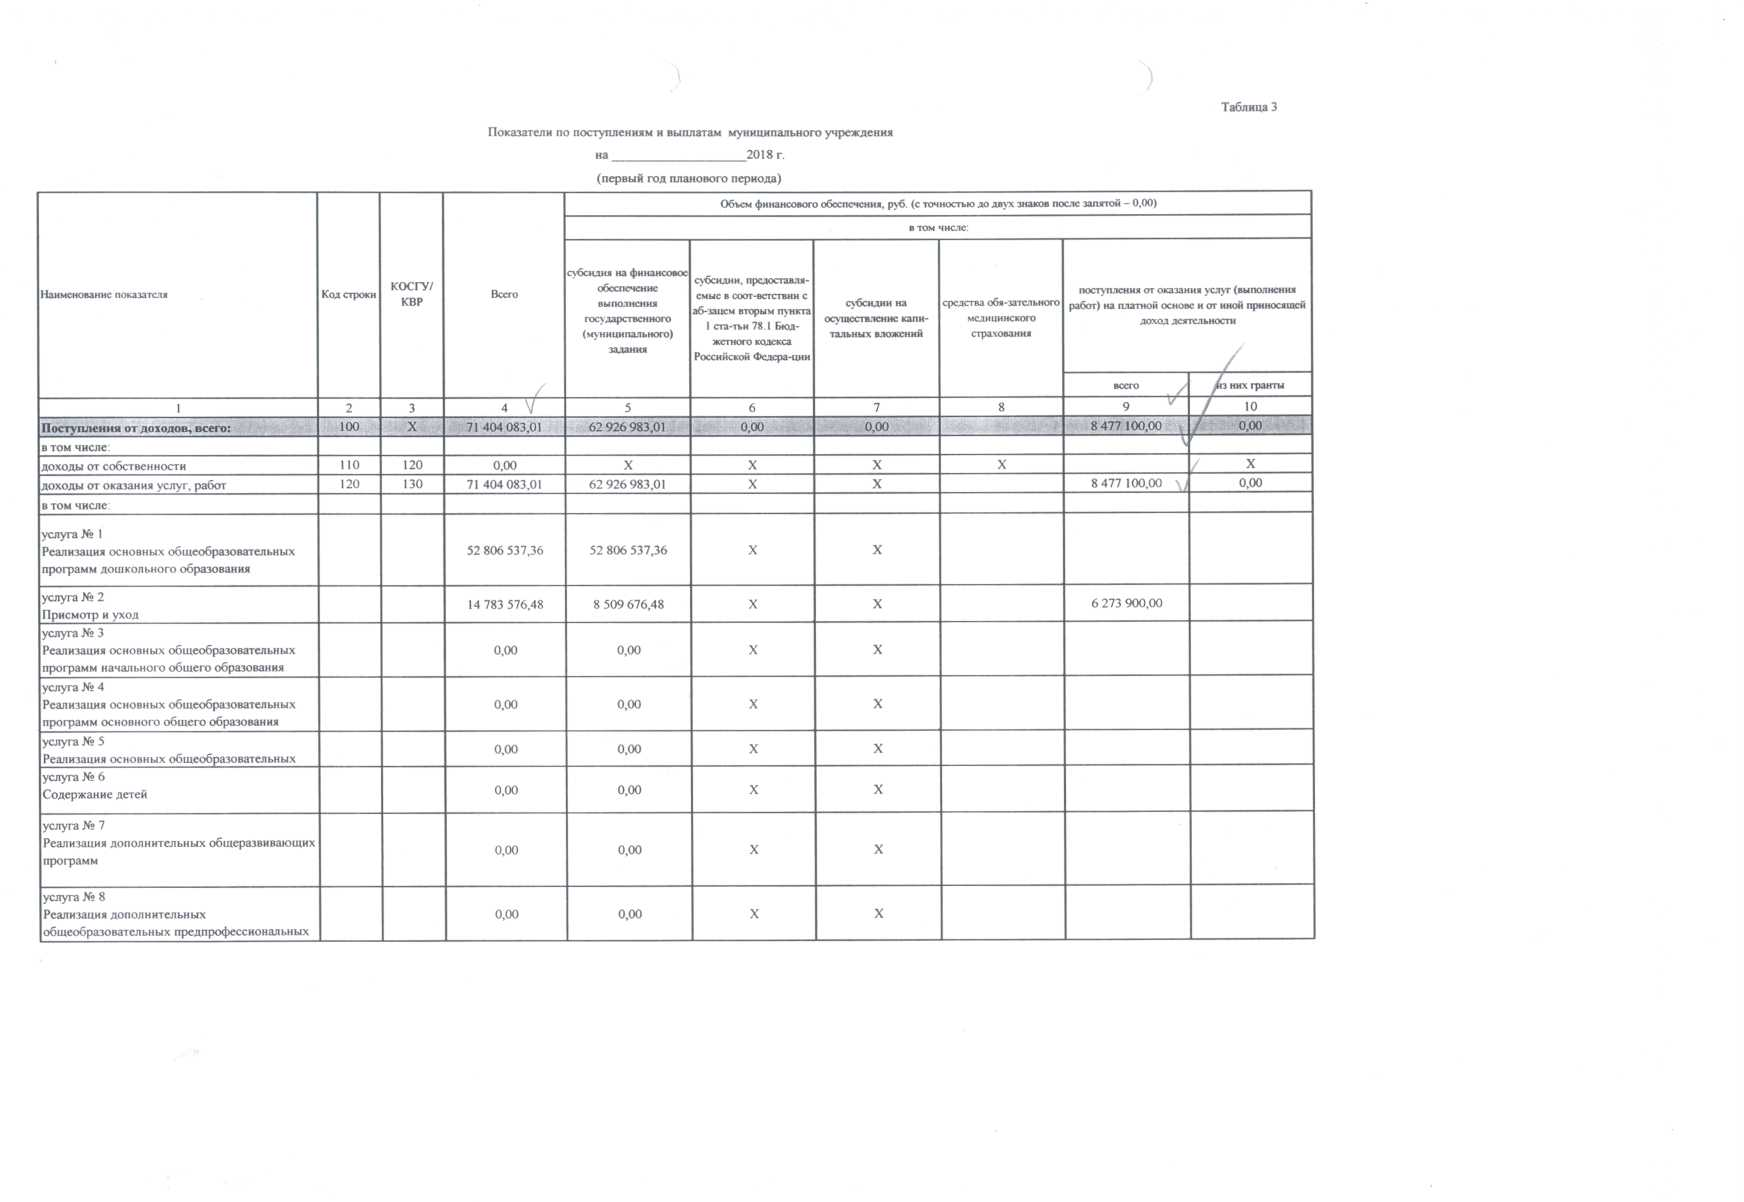 Таблица 3
Показатели по поступлениям и выплатам муниципального учреждения
на _____________________2018 г.
(первый год планового периода)
Наименование показателя
Код строки
КОСГУ/
КВР
Всего
Объем финансового обеспечения, руб. (с точностью до двух знаков после запятой – 0,00)
в том числе:
субсидия на финансовое
обеспечение
выполнения
государственного
(муниципального)
задания
субсидии, предоставля-
емые в соот-ветствии с
аб-зацем вторым пункта
1 ста-тьи 78.1 Бюд-
жетного кодекса
Российской Федера-ции
субсидии на
осуществление капи-
тальных вложений
средства обя-зательного
медицинского
страхования
поступления от оказания услуг (выполнения
работ) на платной основе и от иной приносящей
доход деятельности
всего
из них гранты
1 2 3 4 5 6 7 8 9 10
Поступления от доходов, всего: 100 X 71 404 083,01 62 926 983,01 0,00 0,00 8 477 100,00 0,00
в том числе:
доходы от собственности 110 120 0,00 X X X X X
доходы от оказания услуг, работ 120 130 71 404 083,01 62 926 983,01 X X 8 477 100,00 0,00
в том числе:
услуга № 1
Реализация основных общеобразовательных
программ дошкольного образования
52 806 537,36 52 806 537,36 X X
услуга № 2
Присмотр и уход
14 783 576,48 8 509 676,48 X X 6 273 900,00
услуга № 3
Реализация основных общеобразовательных
программ начального общего образования
0,00 0,00 X X
услуга № 4
Реализация основных общеобразовательных
программ основного общего образования
0,00 0,00 X X
услуга № 5
Реализация основных общеобразовательных
0,00 0,00 X X
услуга № 6
Содержание детей
0,00 0,00 X X
услуга № 7
Реализация дополнительных общеразвивающих
программ
0,00 0,00 X X
услуга № 8
Реализация дополнительных
общеобразовательных предпрофессиональных
0,00 0,00 X X